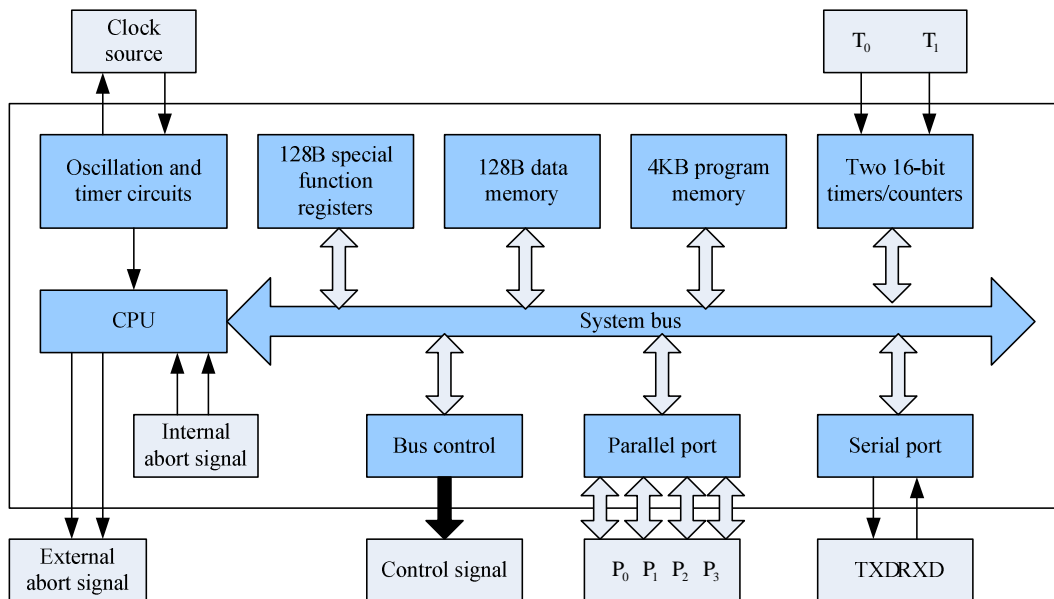 Clock
source
T0 T1
Oscillation and
timer circuits
128B special
function
registers
128B data
memory
4KB program
memory
Two 16-bit
timers/counters
CPU
System bus
Internal
abort signal
Bus control
Parallel port
Serial port
External
abort signal
Control signal
P0 P1 P2 P3
TXDRXD